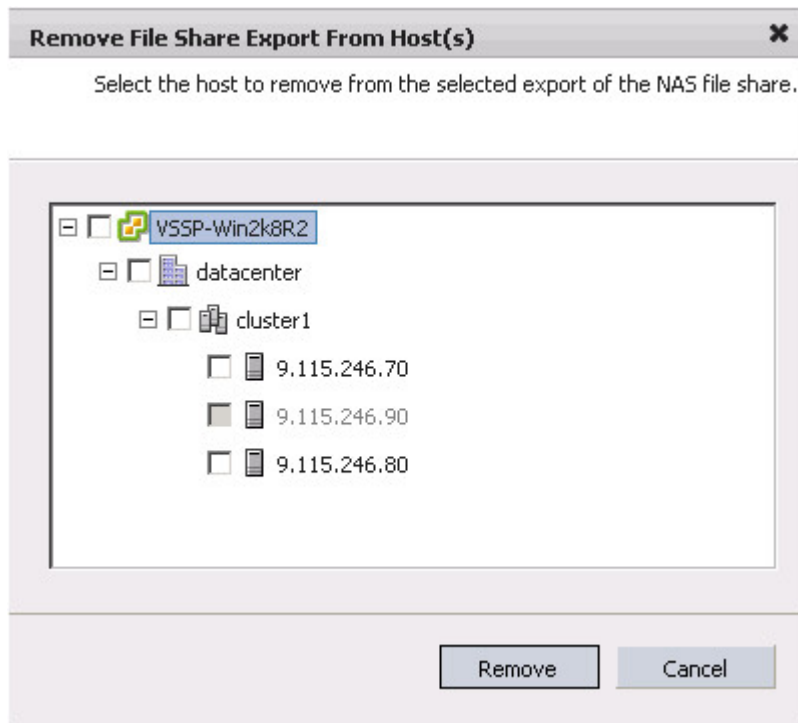 Remove File Share Export From Host(s)
Select the host to remove from the selected export of the NAS file share.
VSSP-Win2k8R2
datacenter
cluster1
9.115.246.70
9.115.246.90
9.115.246.80
Remove Cancel